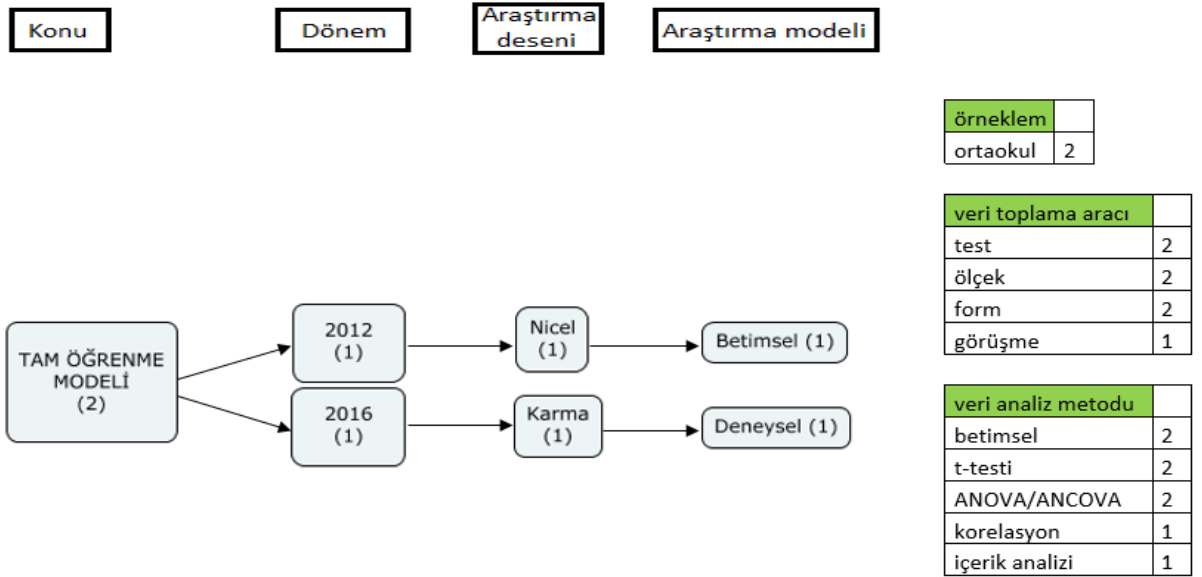 Konu
Dönem
Araştırma
deseni
Araştırma modeli
TAM ÖĞRENME
MODELİ
(2)
2012
(1)
Nicel
(1)
Betimsel (1)
2016
(1)
Karma
(1)
Deneysel (1)
örneklem
ortaokul 2
veri toplama aracı
test 2
ölçek 2
form 2
görüşme 1
veri analiz metodu
betimsel 2
t-testi 2
ANOVA/ANCOVA 2
korelasyon 1
içerik analizi 1